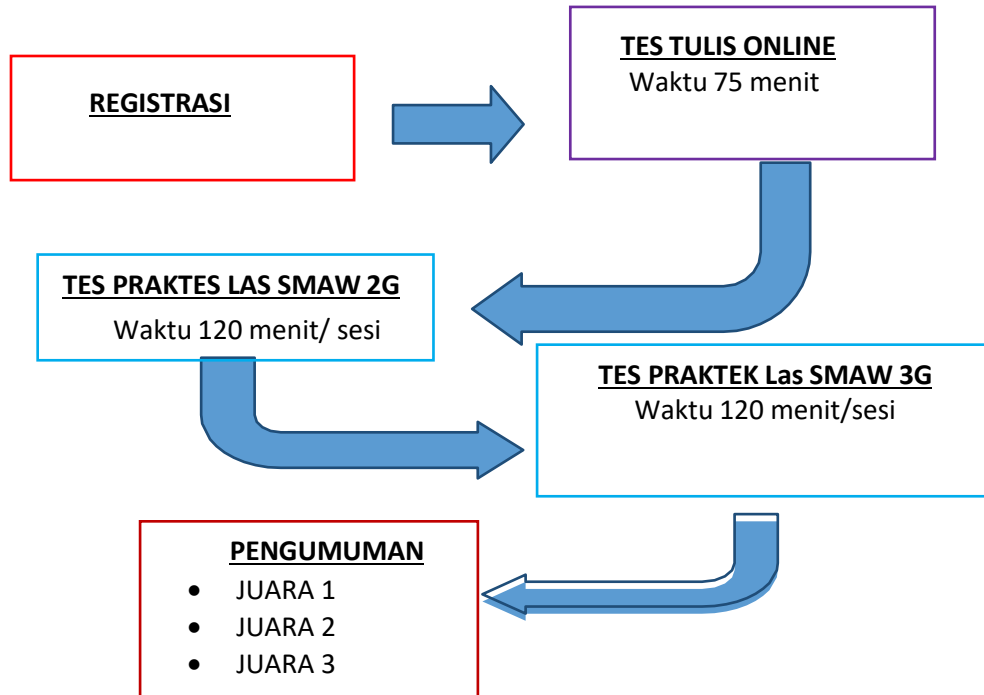 REGISTRASI
TES TULIS ONLINE
Waktu 75 menit
TES PRAKTES LAS SMAW 2G
Waktu 120 menit/ sesi
TES PRAKTEK Las SMAW 3G
Waktu 120 menit/sesi
PENGUMUMAN
• JUARA 1
• JUARA 2
• JUARA 3